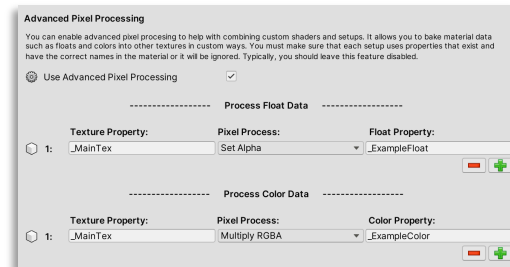 Advanced Pixel Processing
You can enable advanced pixel procesing to help with combining custom shaders and setups. It allows you to bake material data
such as floats and colors into other textures in custom ways. You must make sure that each setup uses properties that exist and
have the correct names in the material or it will be ignored. Typically, you should leave this feature disabled.
Use Advanced Pixel Processing
------------------ Process Float Data ------------------
Texture Property: Pixel Process: Float Property:
1: _MainTex Set Alpha _ExampleFloat
------------------ Process Color Data ------------------
Texture Property: Pixel Process: Color Property:
1: _MainTex Multiply RGBA _ExampleColor